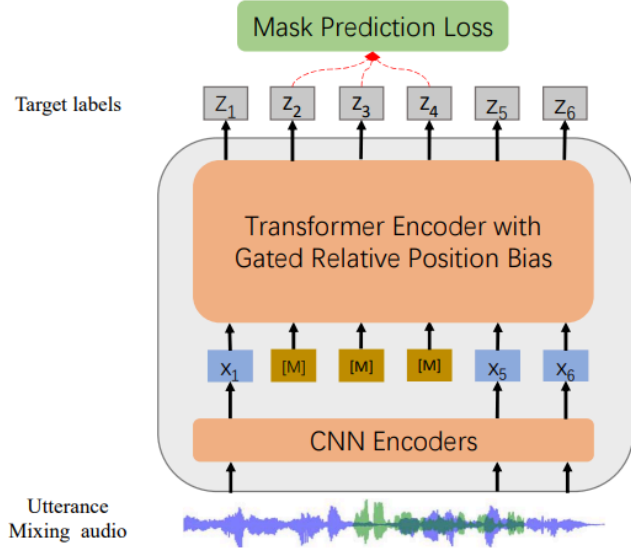 Mask Prediction Loss
Target labels
Z1 z2 z3 z4 z5 z6
Transformer Encoder with
Gated Relative Position Bias
x1 [M] [M] [M] x5 x6
CNN Encoders
Utterance
Mixing audio